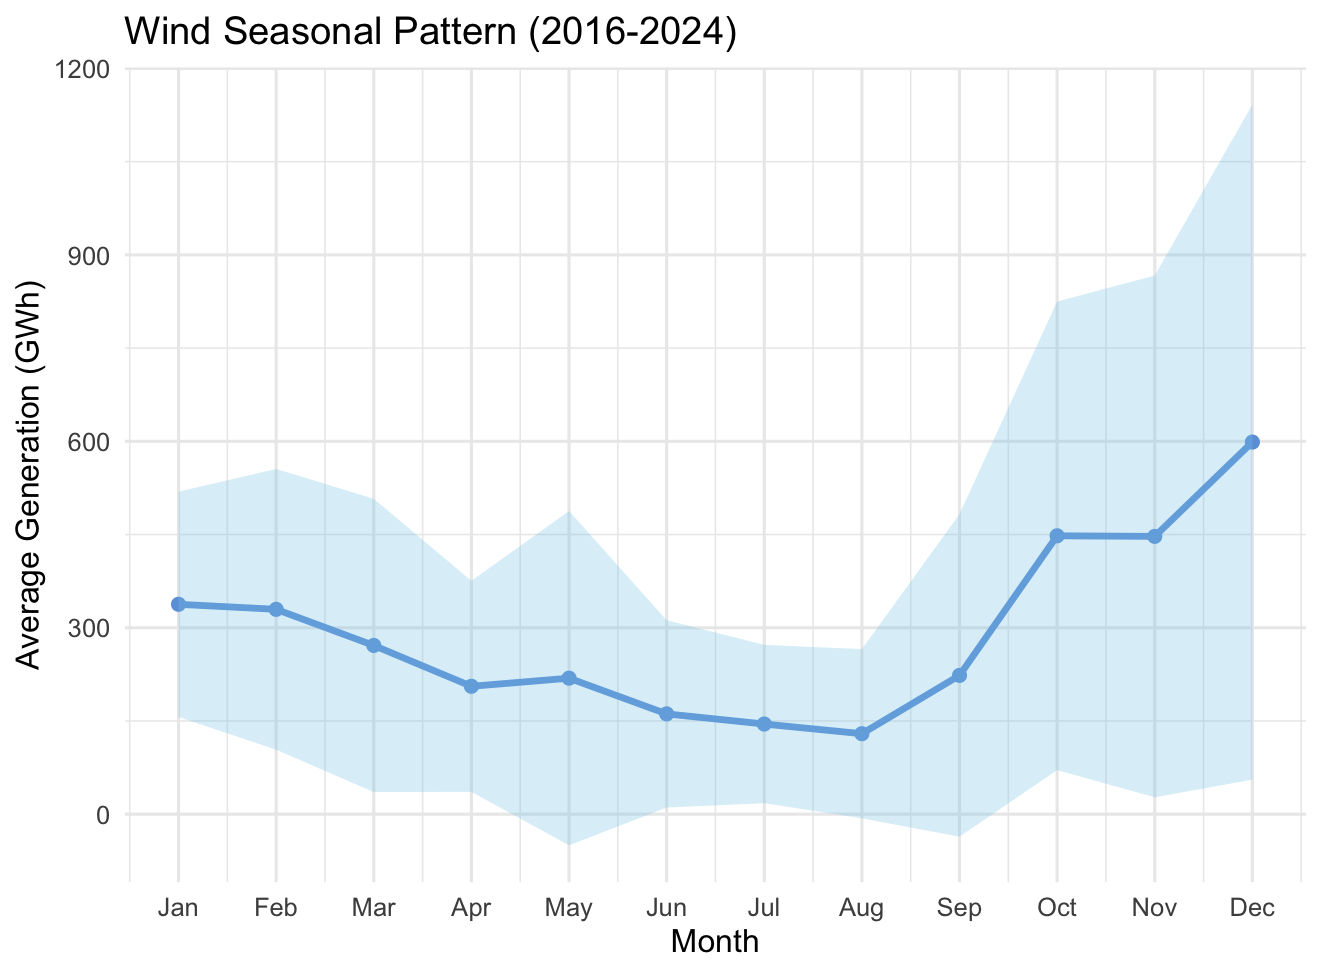 Wind Seasonal Pattern (2016-2024)
1200
900
600
300
0
Average Generation (GWh)
Jan Feb Mar Apr May Jun Jul Aug Sep Oct Nov Dec
Month